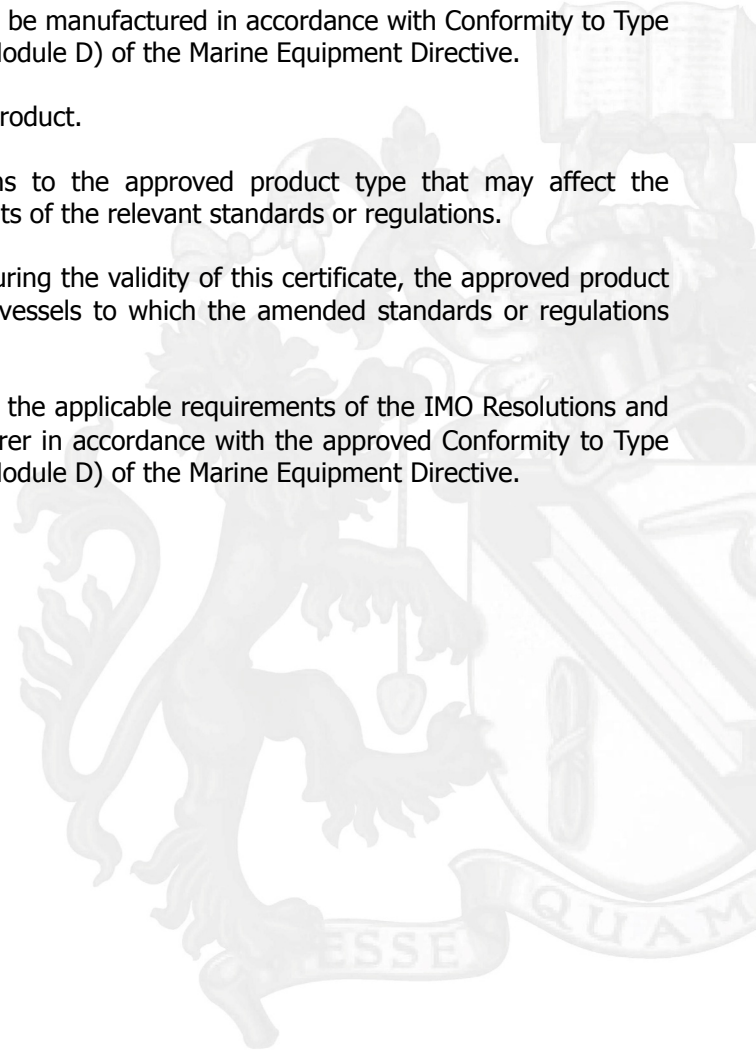 be manufactured in accordance with Conformity to Type
Module D) of the Marine Equipment Directive.
roduct.
ns to the approved product type that may affect the
ts of the relevant standards or regulations.
uring the validity of this certificate, the approved product
vessels to which the amended standards or regulations
the applicable requirements of the IMO Resolutions and
rer in accordance with the approved Conformity to Type
Module D) of the Marine Equipment Directive.
ESSE QUAM